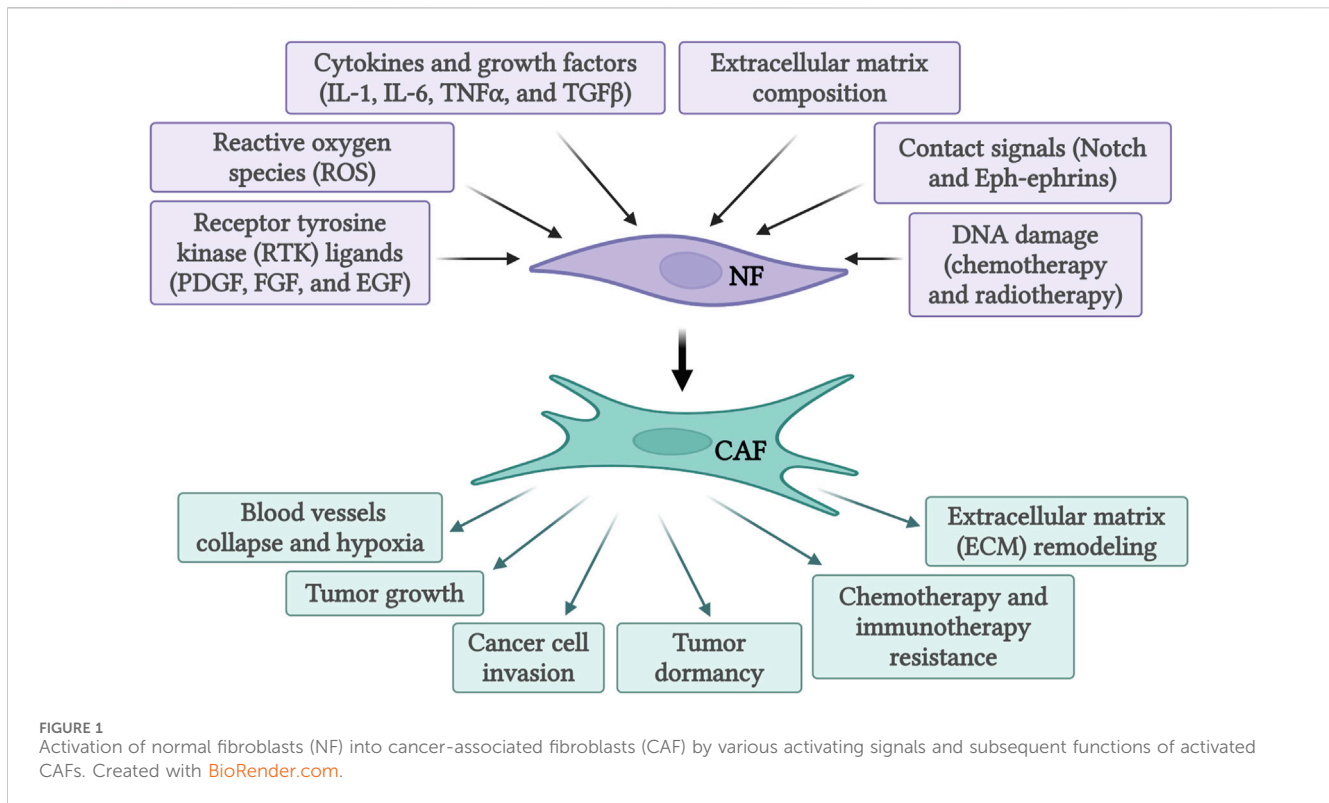 Cytokines and growth factors
(IL-1, IL-6, TNFα, and TGFβ)
Extracellular matrix
composition
Reactive oxygen
species (ROS)
Contact signals (Notch
and Eph-ephrins)
Receptor tyrosine
kinase (RTK) ligands
(PDGF, FGF, and EGF)
DNA damage
(chemotherapy
and radiotherapy)
NF
CAF
Blood vessels
collapse and hypoxia
Extracellular matrix
(ECM) remodeling
Tumor growth
Chemotherapy and
immunotherapy
resistance
Cancer cell
invasion
Tumor
dormancy
FIGURE 1
Activation of normal fibroblasts (NF) into cancer-associated fibroblasts (CAF) by various activating signals and subsequent functions of activated
CAFs. Created with BioRender.com.